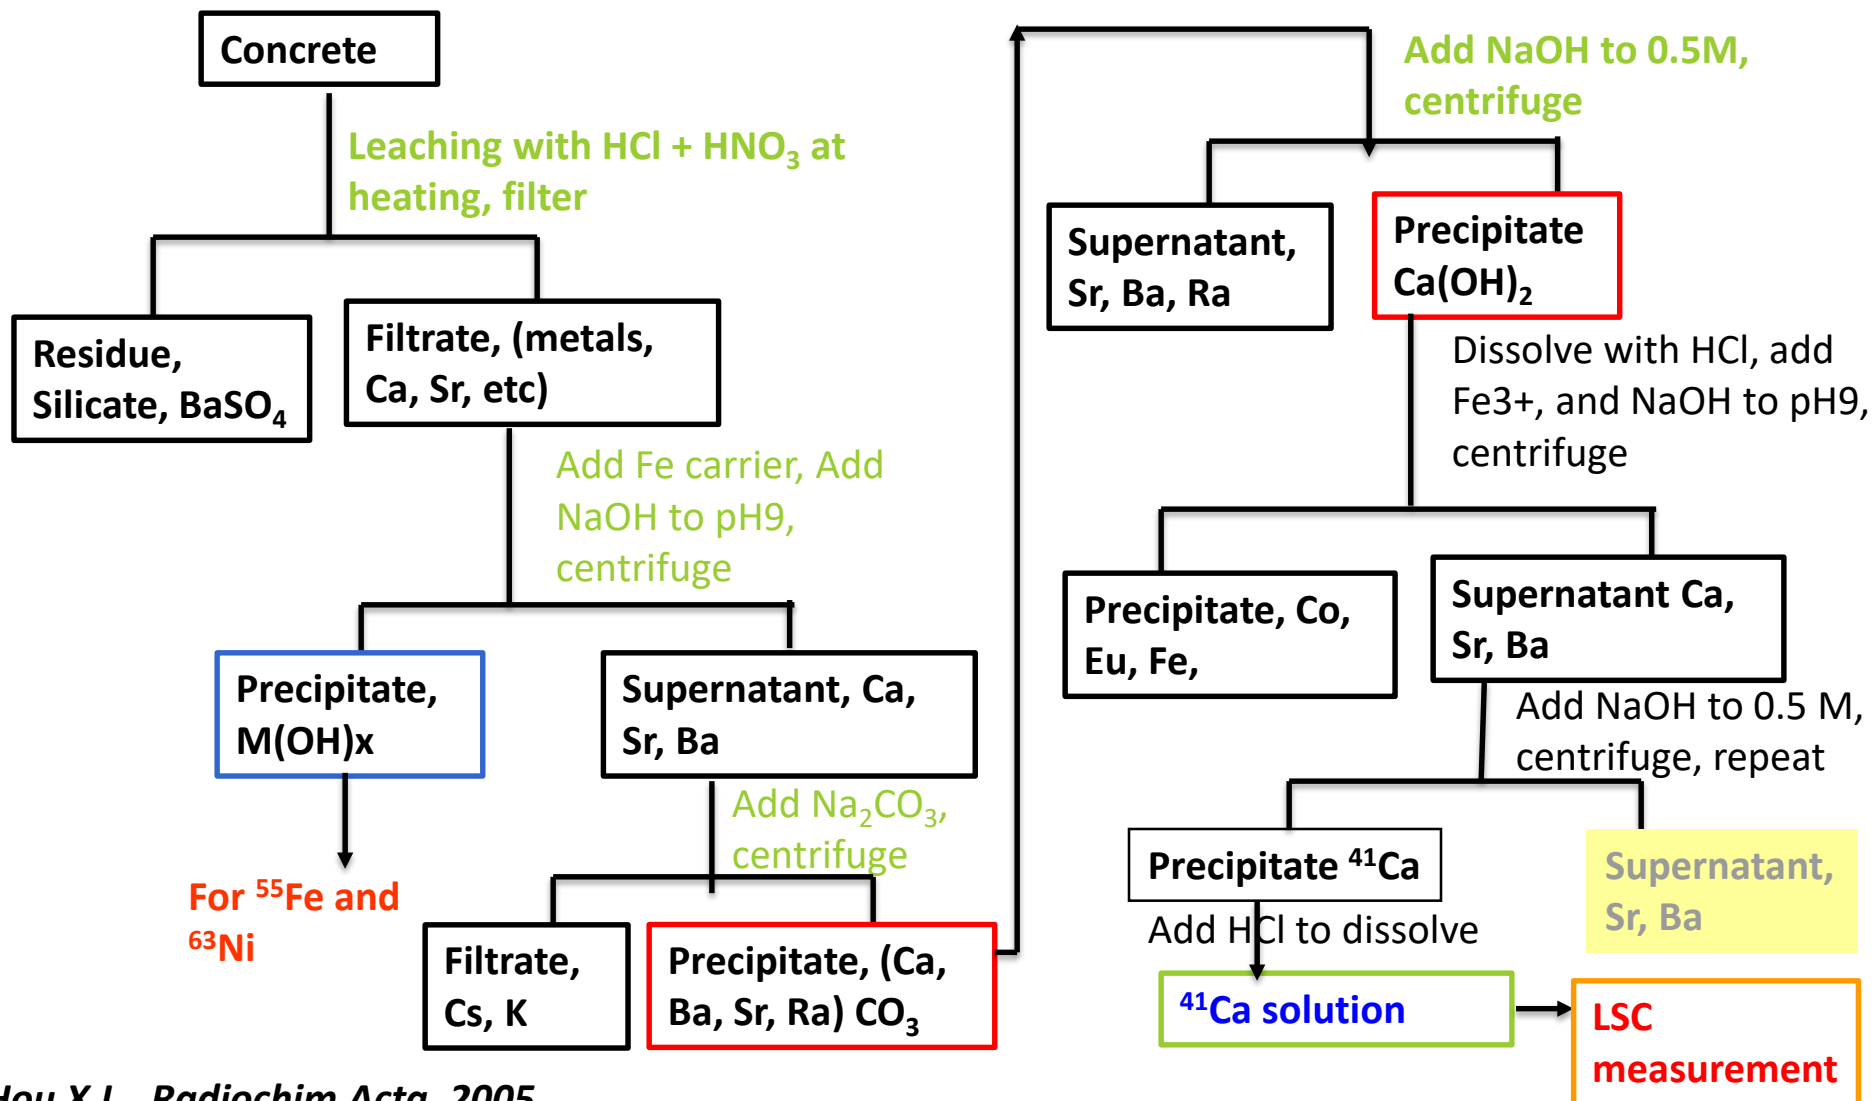 Concrete
Leaching with HCl + HNO₃ at
heating, filter
Residue,
Silicate, BaSO₄
Filtrate, (metals,
Ca, Sr, etc)
Add Fe carrier, Add
NaOH to pH9,
centrifuge
Precipitate,
M(OH)x
Supernatant, Ca,
Sr, Ba
For ⁵⁵Fe and
⁶³Ni
Add Na₂CO₃,
centrifuge
Filtrate,
Cs, K
Precipitate, (Ca,
Ba, Sr, Ra) CO₃
Add NaOH to 0.5M,
centrifuge
Supernatant,
Sr, Ba, Ra
Precipitate
Ca(OH)₂
Dissolve with HCl, add
Fe3+, and NaOH to pH9,
centrifuge
Precipitate, Co,
Eu, Fe,
Supernatant Ca,
Sr, Ba
Add NaOH to 0.5 M,
centrifuge, repeat
Precipitate ⁴¹Ca
Supernatant,
Sr, Ba
Add HCl to dissolve
⁴¹Ca solution
LSC
measurement
Hou X.L., Radiochim Acta, 2005